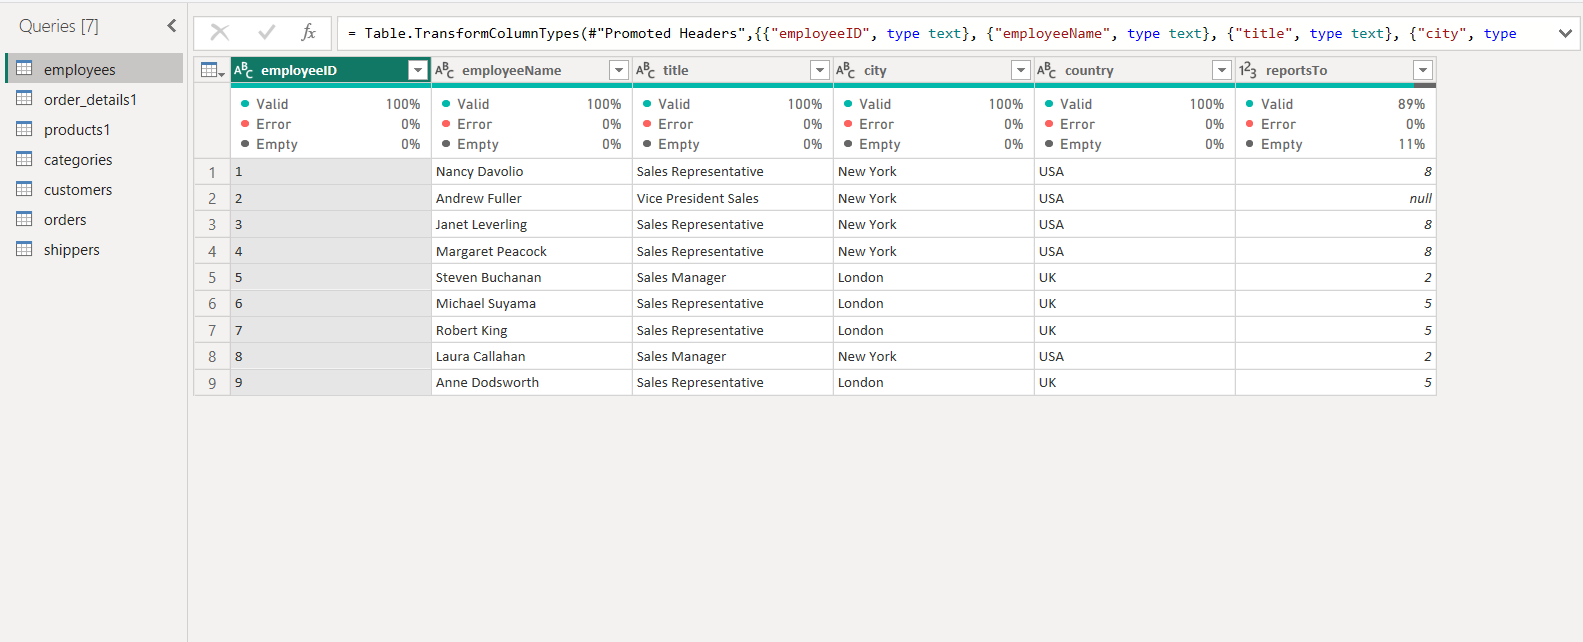 Queries [7]
fx
= Table.TransformColumnTypes(#"Promoted Headers",{{"employeeID", type text}, {"employeeName", type text}, {"title", type text}, {"city", type
employees
order_details1
products1
categories
customers
orders
shippers
ABC employeeID ABC employeeName ABC title ABC city ABC country 123 reportsTo
Valid 100% Valid 100% Valid 100% Valid 100% Valid 100% Valid 89%
Error 0% Error 0% Error 0% Error 0% Error 0% Error 0%
Empty 0% Empty 0% Empty 0% Empty 0% Empty 0% Empty 11%
1 1 Nancy Davolio Sales Representative New York USA 8
2 2 Andrew Fuller Vice President Sales New York USA null
3 3 Janet Leverling Sales Representative New York USA 8
4 4 Margaret Peacock Sales Representative New York USA 8
5 5 Steven Buchanan Sales Manager London UK 2
6 6 Michael Suyama Sales Representative London UK 5
7 7 Robert King Sales Representative London UK 5
8 8 Laura Callahan Sales Manager New York USA 2
9 9 Anne Dodsworth Sales Representative London UK 5